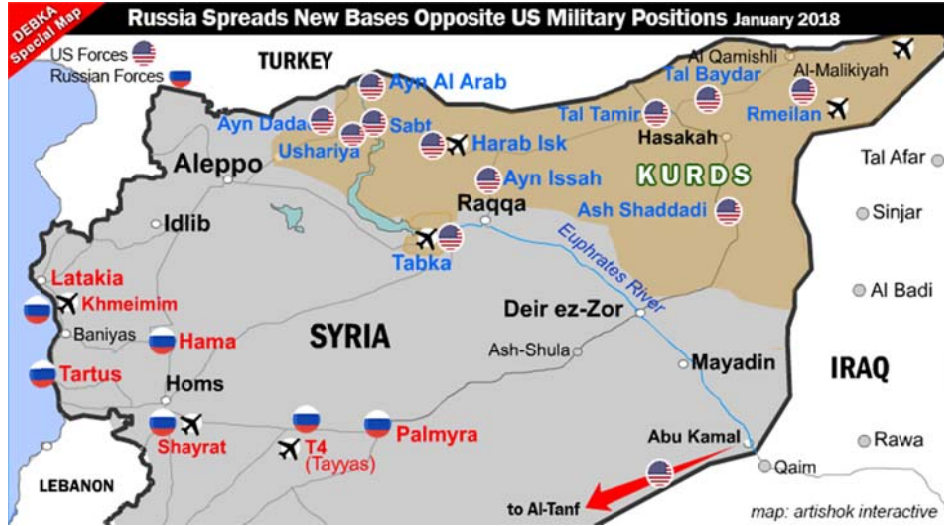 DEBKA
Special Map
Russia Spreads New Bases Opposite US Military Positions January 2018
US Forces
Russian Forces
TURKEY
Al Qamishli
Tal Baydar
Al-Malikiyah
Ayn Al Arab
Rmeilan
Ayn Dada
Sabt
Tal Tamir
Ushariya
Harab Isk
Hasakah
Aleppo
Tal Afar
KURDS
Ayn Issah
Idlib
Raqqa
Ash Shaddadi
Sinjar
Tabka
Euphrates River
Latakia
Khmeimim
Al Badi
Deir ez-Zor
Baniyas
Hama
SYRIA
Ash-Shula
Mayadin
IRAQ
Tartus
Homs
Shayrat
T4
(Tayyas)
Palmyra
Abu Kamal
Rawa
Qaim
LEBANON
to Al-Tanf
map: artishok interactive